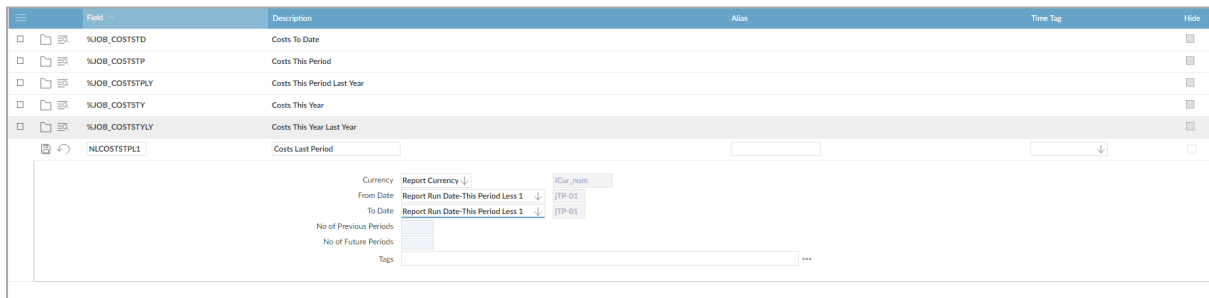 Field Description Alias Time Tag Hide
%JOB_COSTSTD Costs To Date
%JOB_COSTSTP Costs This Period
%JOB_COSTSTPLY Costs This Period Last Year
%JOB_COSTSTY Costs This Year
%JOB_COSTSTYLY Costs This Year Last Year
NLCOSTSTPL1 Costs Last Period
Currency Report Currency iCur_num
From Date Report Run Date-This Period Less 1 jTP-01
To Date Report Run Date-This Period Less 1 jTP-01
No of Previous Periods
No of Future Periods
Tags